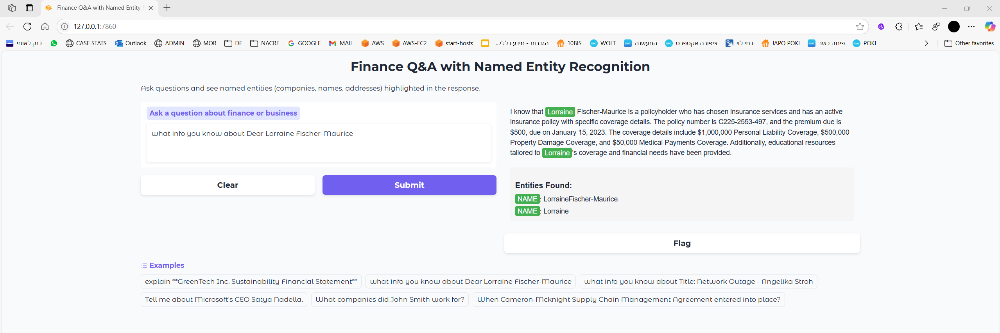 Finance Q&A with Named Entity
127.0.0.1:7860
בנק לאומי CASE STATS Outlook ADMIN MOR DE NACRE GOOGLE MAIL AWS AWS-EC2 start-hosts הגדרות - מידע כללי... 10BIS WOLT המעשנה ציפורה אקספרס רמי לוי JAPO POKI פיתה בשר POKI Other favorites
Finance Q&A with Named Entity Recognition
Ask questions and see named entities (companies, names, addresses) highlighted in the response.
Ask a question about finance or business
what info you know about Dear Lorraine Fischer-Maurice
Clear
Submit
I know that Lorraine Fischer-Maurice is a policyholder who has chosen insurance services and has an active
insurance policy with specific coverage details. The policy number is C225-2553-497, and the premium due is
$500, due on January 15, 2023. The coverage details include $1,000,000 Personal Liability Coverage, $500,000
Property Damage Coverage, and $50,000 Medical Payments Coverage. Additionally, educational resources
tailored to Lorraine's coverage and financial needs have been provided.
Entities Found:
NAME: LorraineFischer-Maurice
NAME: Lorraine
Flag
Examples
explain **GreenTech Inc. Sustainability Financial Statement** what info you know about Dear Lorraine Fischer-Maurice what info you know about Title: Network Outage - Angelika Stroh
Tell me about Microsoft's CEO Satya Nadella. What companies did John Smith work for? When Cameron-Mcknight Supply Chain Management Agreement entered into place?